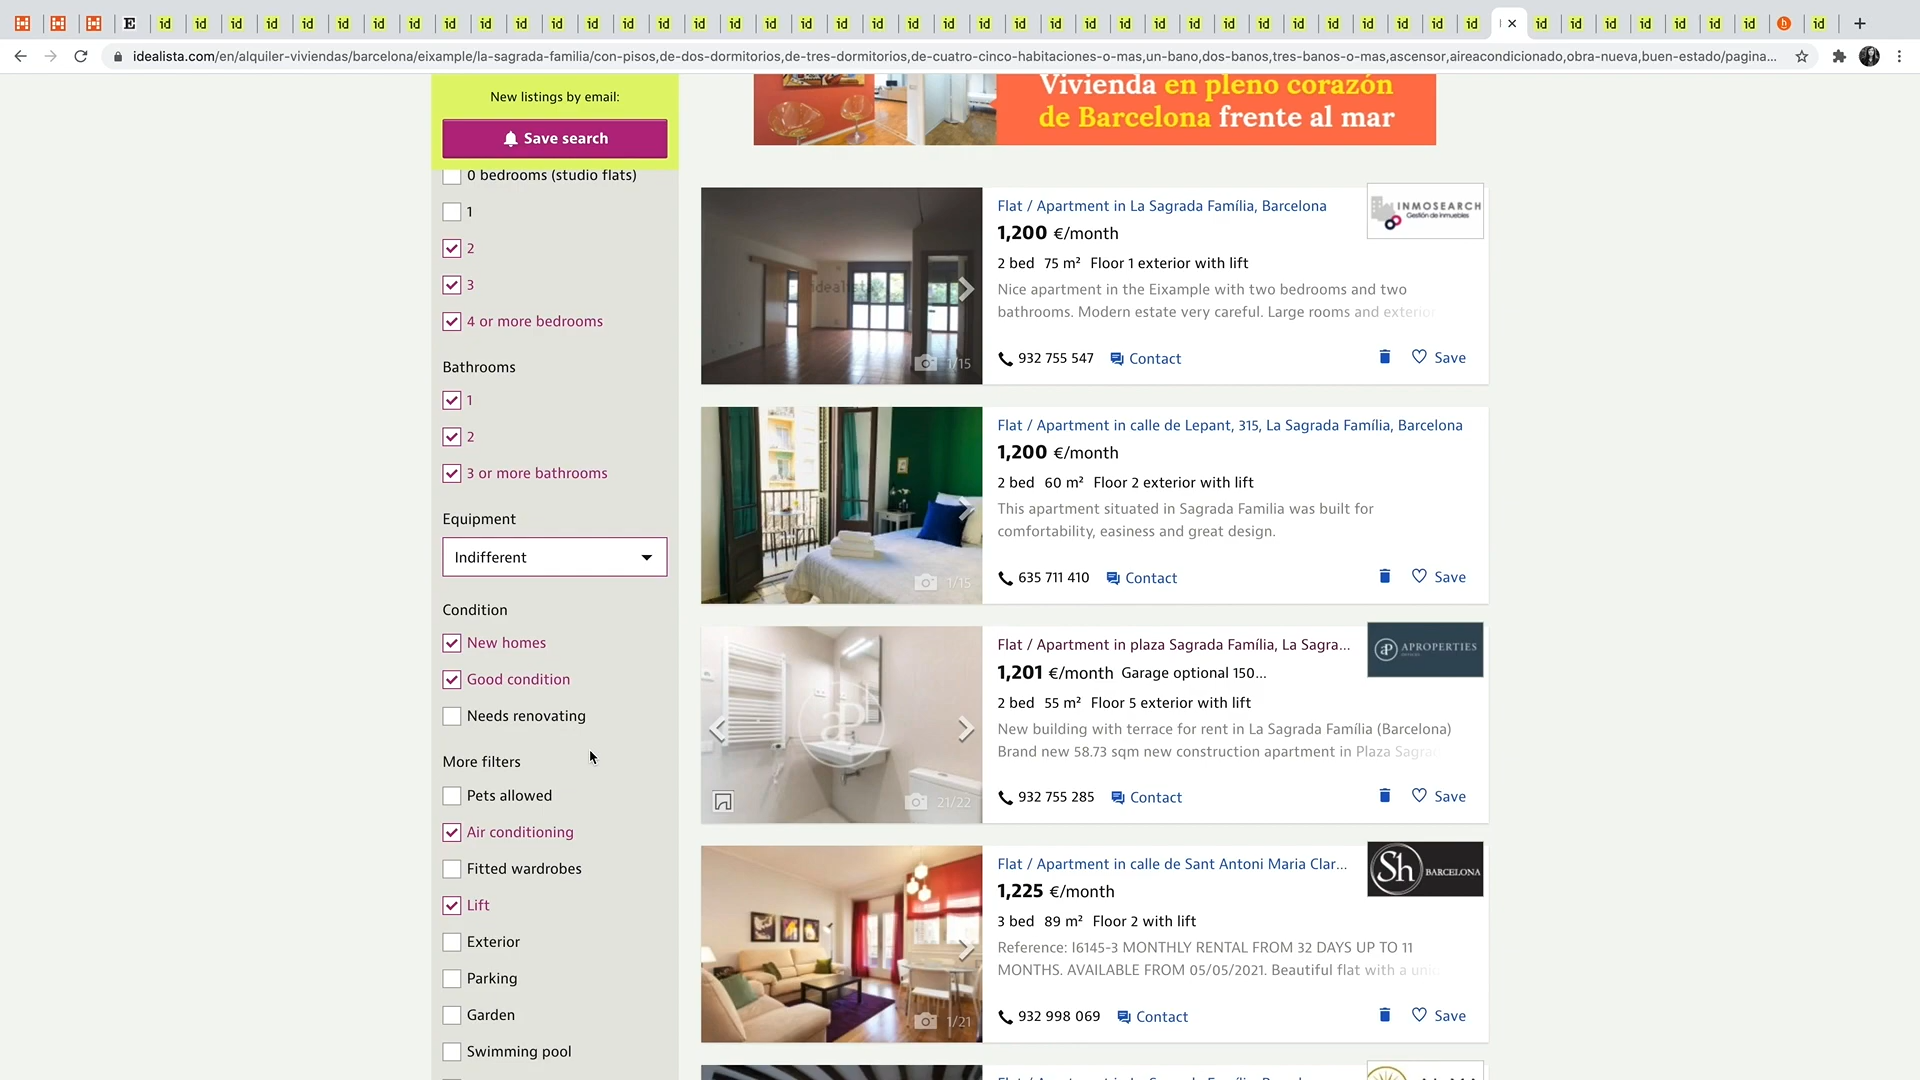 idealista.com/en/alquiler-viviendas/barcelona/eixample/la-sagrada-familia/con-pisos,de-dos-dormitorios,de-tres-dormitorios,de-cuatro-cinco-habitaciones-o-mas,un-bano,dos-banos,tres-banos-o-mas,ascensor,aireacondicionado,obra-nueva,buen-estado/pagina...
New listings by email:
Save search
0 bedrooms (studio flats)
1
2
3
4 or more bedrooms
Bathrooms
1
2
3 or more bathrooms
Equipment
Indifferent
Condition
New homes
Good condition
Needs renovating
More filters
Pets allowed
Air conditioning
Fitted wardrobes
Lift
Exterior
Parking
Garden
Swimming pool
Vivienda en pleno corazón
de Barcelona frente al mar
Flat / Apartment in La Sagrada Família, Barcelona
INMOSEARCH
Gestión de inmuebles
1,200 €/month
2 bed 75 m² Floor 1 exterior with lift
Nice apartment in the Eixample with two bedrooms and two
bathrooms. Modern estate very careful. Large rooms and exterior
932 755 547 Contact Save
idealista
1/15
Flat / Apartment in calle de Lepant, 315, La Sagrada Família, Barcelona
1,200 €/month
2 bed 60 m² Floor 2 exterior with lift
This apartment situated in Sagrada Familia was built for
comfortability, easiness and great design.
635 711 410 Contact Save
1/15
Flat / Apartment in plaza Sagrada Família, La Sagra...
APROPERTIES
1,201 €/month Garage optional 150...
2 bed 55 m² Floor 5 exterior with lift
New building with terrace for rent in La Sagrada Família (Barcelona)
Brand new 58.73 sqm new construction apartment in Plaza Sagra
932 755 285 Contact Save
aP
21/22
Flat / Apartment in calle de Sant Antoni Maria Clar...
Sh BARCELONA
1,225 €/month
3 bed 89 m² Floor 2 with lift
Reference: I6145-3 MONTHLY RENTAL FROM 32 DAYS UP TO 11
MONTHS. AVAILABLE FROM 05/05/2021. Beautiful flat with a uni
932 998 069 Contact Save
1/21